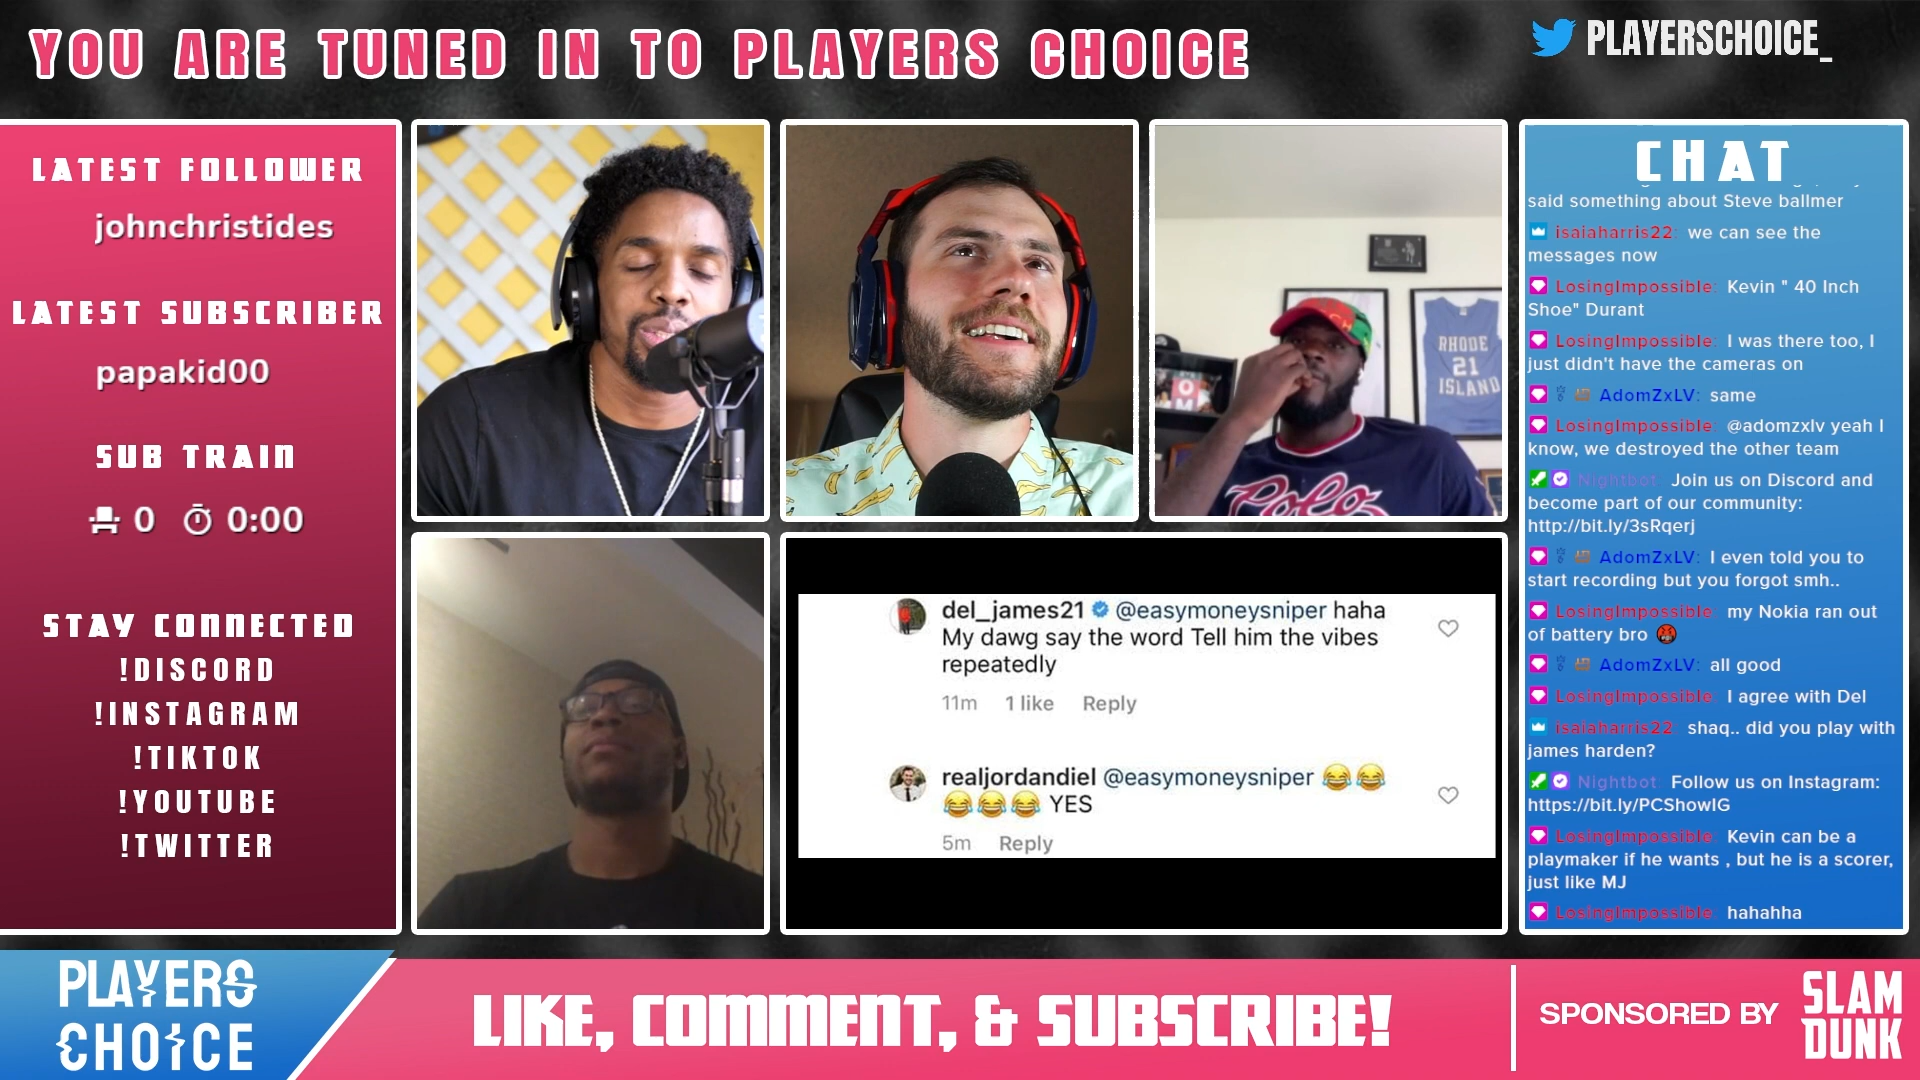 YOU ARE TUNED IN TO PLAYERS CHOICE
PLAYERSCHOICE_
LATEST FOLLOWER
johnchristides
LATEST SUBSCRIBER
papakid00
SUB TRAIN
0 0:00
STAY CONNECTED
!DISCORD
!INSTAGRAM
!TIKTOK
!YOUTUBE
!TWITTER
RHODE
21
ISLAND
Polo
del_james21 @easymoneysniper haha
My dawg say the word Tell him the vibes
repeatedly
11m 1 like Reply
realjordandiel @easymoneysniper 😂😂
😂😂😂 YES
5m Reply
CHAT
said something about Steve ballmer
isaiaharris22: we can see the
messages now
LosingImpossible: Kevin " 40 Inch
Shoe" Durant
LosingImpossible: I was there too, I
just didn't have the cameras on
AdomZxLV: same
LosingImpossible: @adomzxlv yeah I
know, we destroyed the other team
Nightbot: Join us on Discord and
become part of our community:
http://bit.ly/3sRqerj
AdomZxLV: I even told you to
start recording but you forgot smh..
LosingImpossible: my Nokia ran out
of battery bro
AdomZxLV: all good
LosingImpossible: I agree with Del
isaiaharris22: shaq.. did you play with
james harden?
Nightbot: Follow us on Instagram:
https://bit.ly/PCShowIG
LosingImpossible: Kevin can be a
playmaker if he wants , but he is a scorer,
just like MJ
LosingImpossible: hahahha
PLAYERS
CHOICE
LIKE, COMMENT, & SUBSCRIBE!
SPONSORED BY
SLAM
DUNK